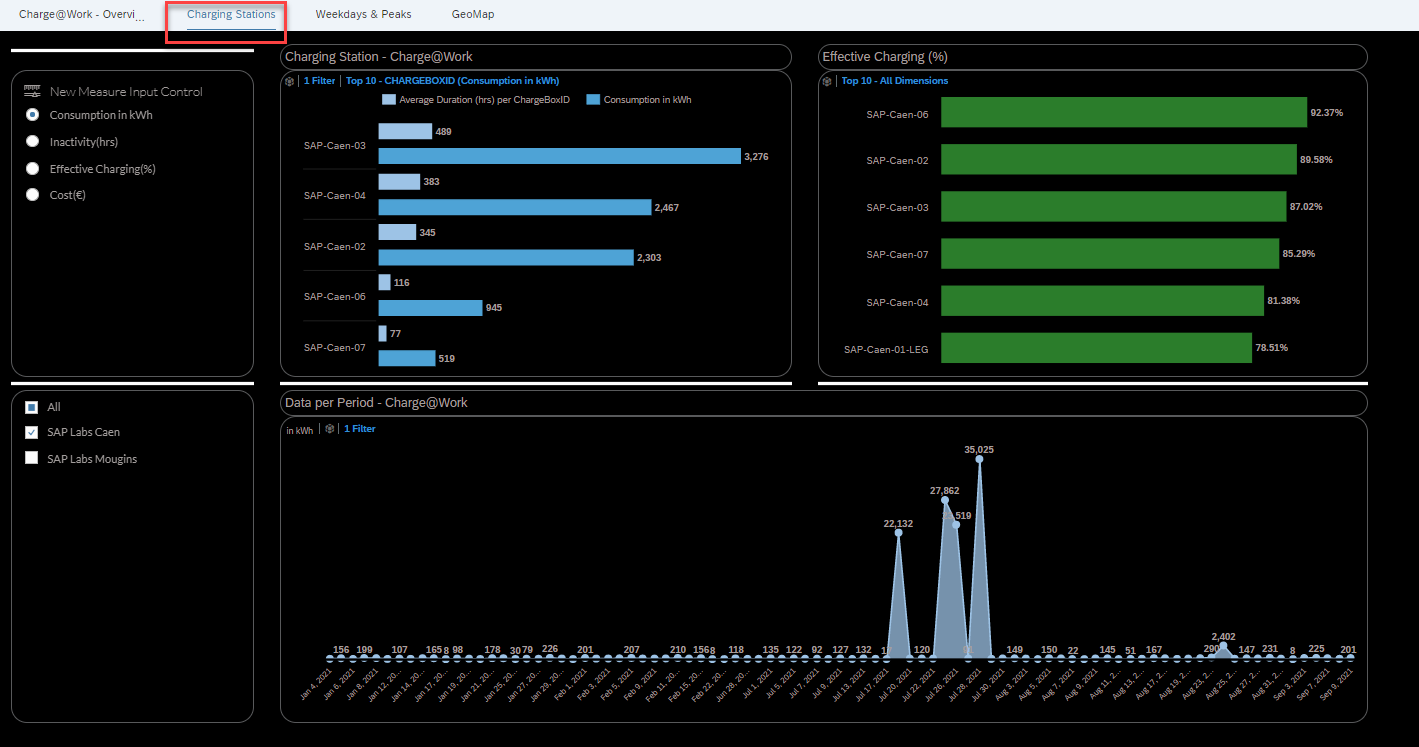 Charge@Work - Overvi...
Charging Stations
Weekdays & Peaks
GeoMap
New Measure Input Control
Consumption in kWh
Inactivity(hrs)
Effective Charging(%)
Cost(€)
All
SAP Labs Caen
SAP Labs Mougins
Charging Station - Charge@Work
1 Filter | Top 10 - CHARGEBOXID (Consumption in kWh)
Average Duration (hrs) per ChargeBoxID
Consumption in kWh
SAP-Caen-03
489
3,276
SAP-Caen-04
383
2,467
SAP-Caen-02
345
2,303
SAP-Caen-06
116
945
SAP-Caen-07
77
519
Effective Charging (%)
Top 10 - All Dimensions
SAP-Caen-06 92.37%
SAP-Caen-02 89.58%
SAP-Caen-03 87.02%
SAP-Caen-07 85.29%
SAP-Caen-04 81.38%
SAP-Caen-01-LEG 78.51%
Data per Period - Charge@Work
in kWh | 1 Filter
35,025
27,862
519
22,132
2,402
156 199 107 165 8 98 178 30 79 226 201 207 210 156 8 118 135 122 92 127 132 120 149 150 22 145 51 167 290 147 231 8 225 201
Jan 4, 2021
Jan 6, 2021
Jan 8, 2021
Jan 12, 20...
Jan 14, 20...
Jan 17, 20...
Jan 19, 20...
Jan 21, 20...
Jan 25, 20...
Jan 27, 20...
Jan 29, 20...
Feb 1, 2021
Feb 3, 2021
Feb 5, 2021
Feb 9, 2021
Feb 11, 20...
Feb 15, 20...
Feb 22, 20...
Jun 28, 20...
Jul 1, 2021
Jul 5, 2021
Jul 7, 2021
Jul 9, 2021
Jul 13, 2021
Jul 17, 2021
Jul 20, 2021
Jul 22, 2021
Jul 26, 2021
Jul 28, 2021
Jul 30, 2021
Aug 3, 2021
Aug 5, 2021
Aug 7, 2021
Aug 9, 2021
Aug 11, 2...
Aug 13, 2...
Aug 17, 2...
Aug 19, 2...
Aug 23, 2...
Aug 25, 2...
Aug 27, 2...
Aug 31, 2...
Sep 3, 2021
Sep 7, 2021
Sep 9, 2021